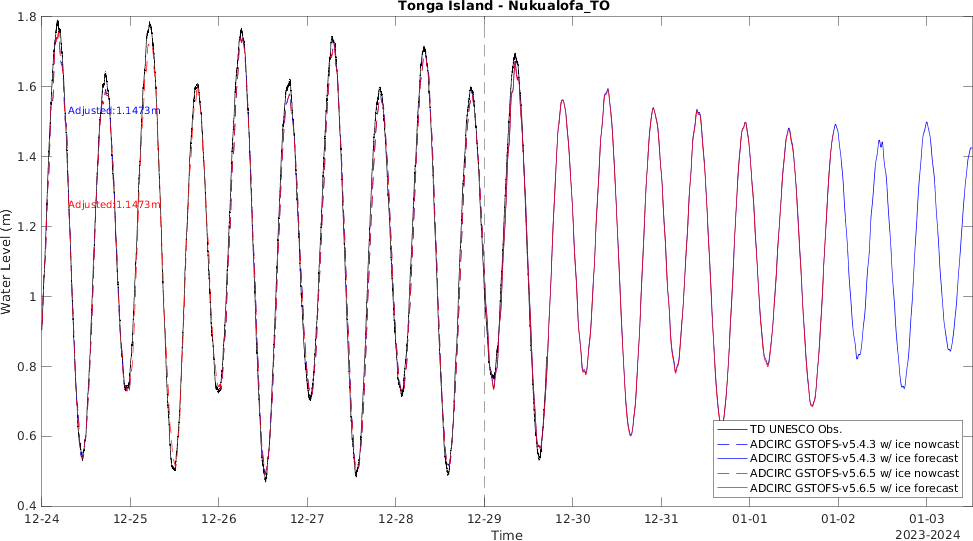 Tonga Island - Nukualofa_TO
1.8
1.6
1.4
1.2
1
0.8
0.6
0.4
Water Level (m)
Adjusted:1.1473m
Adjusted:1.1473m
TD UNESCO Obs.
ADCIRC GSTOFS-v5.4.3 w/ ice nowcast
ADCIRC GSTOFS-v5.4.3 w/ ice forecast
ADCIRC GSTOFS-v5.6.5 w/ ice nowcast
ADCIRC GSTOFS-v5.6.5 w/ ice forecast
12-24 12-25 12-26 12-27 12-28 12-29 12-30 12-31 01-01 01-02 01-03
Time
2023-2024